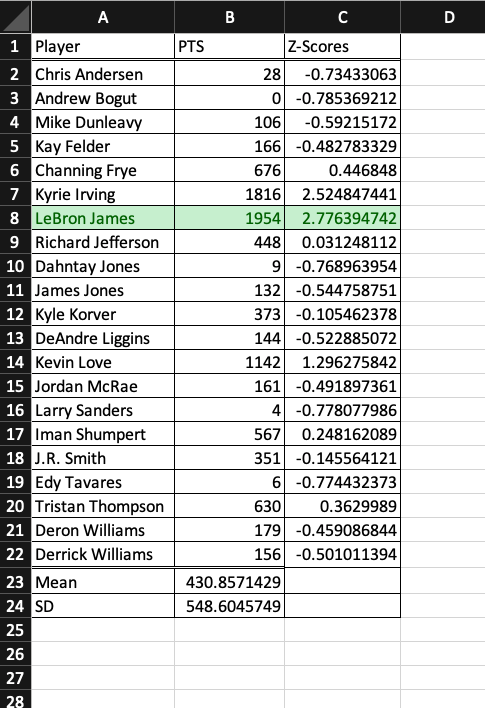 A B C D
1 Player PTS Z-Scores
2 Chris Andersen 28 -0.73433063
3 Andrew Bogut 0 -0.785369212
4 Mike Dunleavy 106 -0.59215172
5 Kay Felder 166 -0.482783329
6 Channing Frye 676 0.446848
7 Kyrie Irving 1816 2.524847441
8 LeBron James 1954 2.776394742
9 Richard Jefferson 448 0.031248112
10 Dahntay Jones 9 -0.768963954
11 James Jones 132 -0.544758751
12 Kyle Korver 373 -0.105462378
13 DeAndre Liggins 144 -0.522885072
14 Kevin Love 1142 1.296275842
15 Jordan McRae 161 -0.491897361
16 Larry Sanders 4 -0.778077986
17 Iman Shumpert 567 0.248162089
18 J.R. Smith 351 -0.145564121
19 Edy Tavares 6 -0.774432373
20 Tristan Thompson 630 0.3629989
21 Deron Williams 179 -0.459086844
22 Derrick Williams 156 -0.501011394
23 Mean 430.8571429
24 SD 548.6045749
25
26
27
28